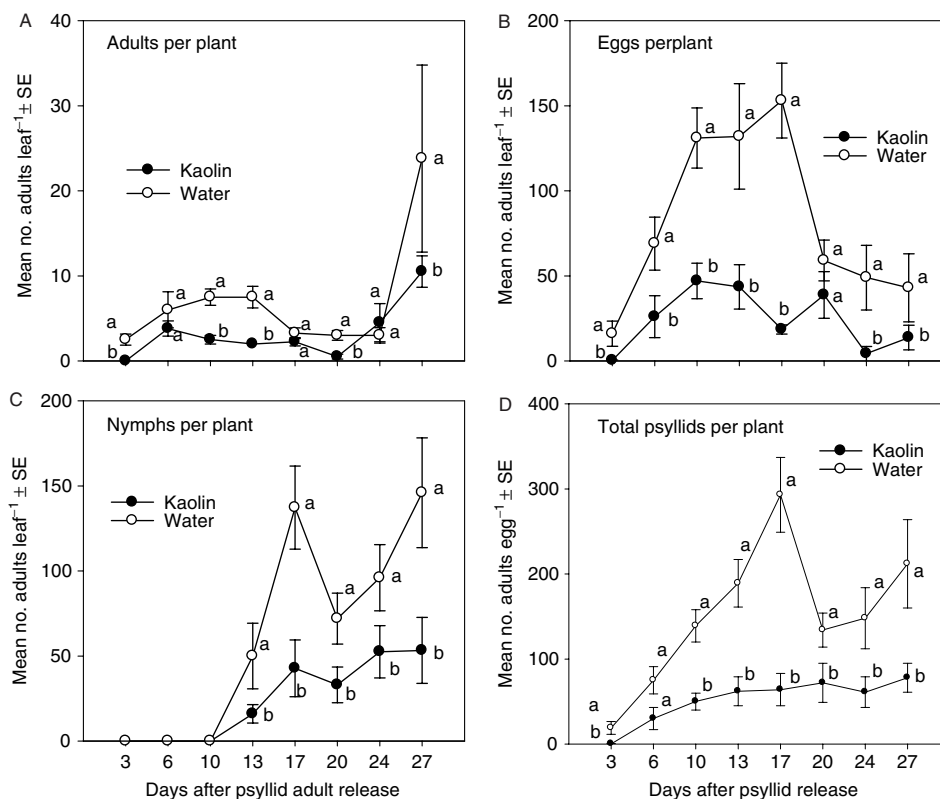 A
Adults per plant
Mean no. adults leaf⁻¹ ± SE
40
30
20
10
0
Kaolin
Water
a
b
a
a
a
b
a
b
a
a
a
b
a
a
a
b
B
Eggs perplant
Mean no. adults leaf⁻¹ ± SE
200
150
100
50
0
Kaolin
Water
a
b
a
b
a
b
a
b
a
b
a
a
a
b
a
b
C
Nymphs per plant
Mean no. adults leaf⁻¹ ± SE
200
150
100
50
0
Kaolin
Water
a
b
a
b
a
b
a
b
a
b
3 6 10 13 17 20 24 27
Days after psyllid adult release
D
Total psyllids per plant
Mean no. adults egg⁻¹ ± SE
400
300
200
100
0
Kaolin
Water
a
b
a
a
a
b
a
b
a
b
a
b
a
b
a
b
3 6 10 13 17 20 24 27
Days after psyllid release